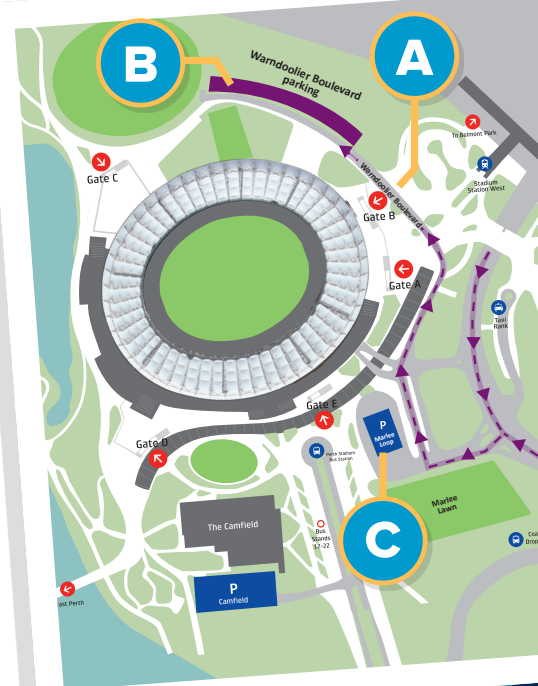 B
A
Warndoolier Boulevard
parking
To Belmont Park
Gate C
Stadium
Station West
Warndoolier Boulevard
Gate B
Gate A
Taxi
Rank
Gate E
P
Marlee
Loop
Gate D
Perth Stadium
Bus Station
Marlee
Lawn
The Camfield
Bus
Stands
12-22
C
P
Camfield
East Perth